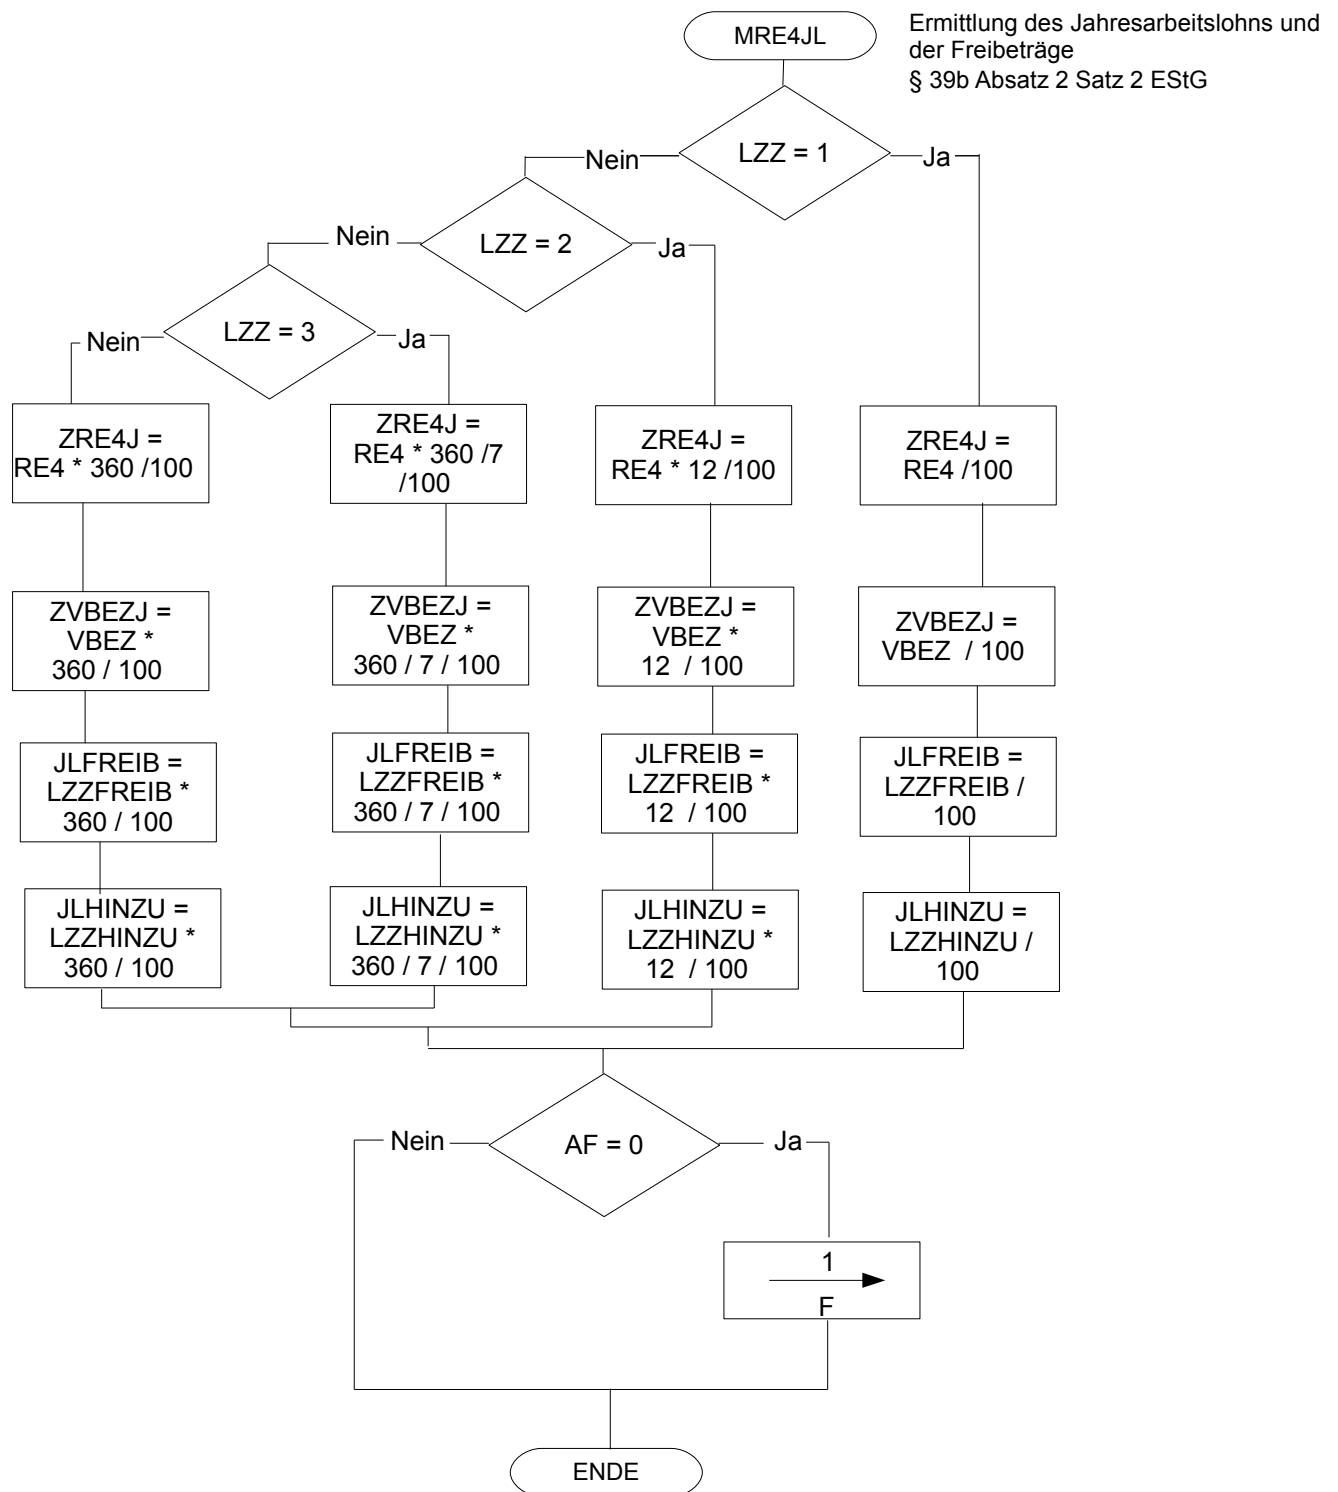 MRE4JL
Ermittlung des Jahresarbeitslohns und
der Freibeträge
§ 39b Absatz 2 Satz 2 EStG
LZZ = 1
Nein
Ja
LZZ = 2
Nein
Ja
LZZ = 3
Nein
Ja
ZRE4J =
RE4 * 360 /100
ZRE4J =
RE4 * 360 /7
/100
ZRE4J =
RE4 * 12 /100
ZRE4J =
RE4 /100
ZVBEZJ =
VBEZ *
360 / 100
ZVBEZJ =
VBEZ *
360 / 7 / 100
ZVBEZJ =
VBEZ *
12 / 100
ZVBEZJ =
VBEZ / 100
JLFREIB =
LZZFREIB *
360 / 100
JLFREIB =
LZZFREIB *
360 / 7 / 100
JLFREIB =
LZZFREIB *
12 / 100
JLFREIB =
LZZFREIB /
100
JLHINZU =
LZZHINZU *
360 / 100
JLHINZU =
LZZHINZU *
360 / 7 / 100
JLHINZU =
LZZHINZU *
12 / 100
JLHINZU =
LZZHINZU /
100
AF = 0
Nein
Ja
1
F
ENDE